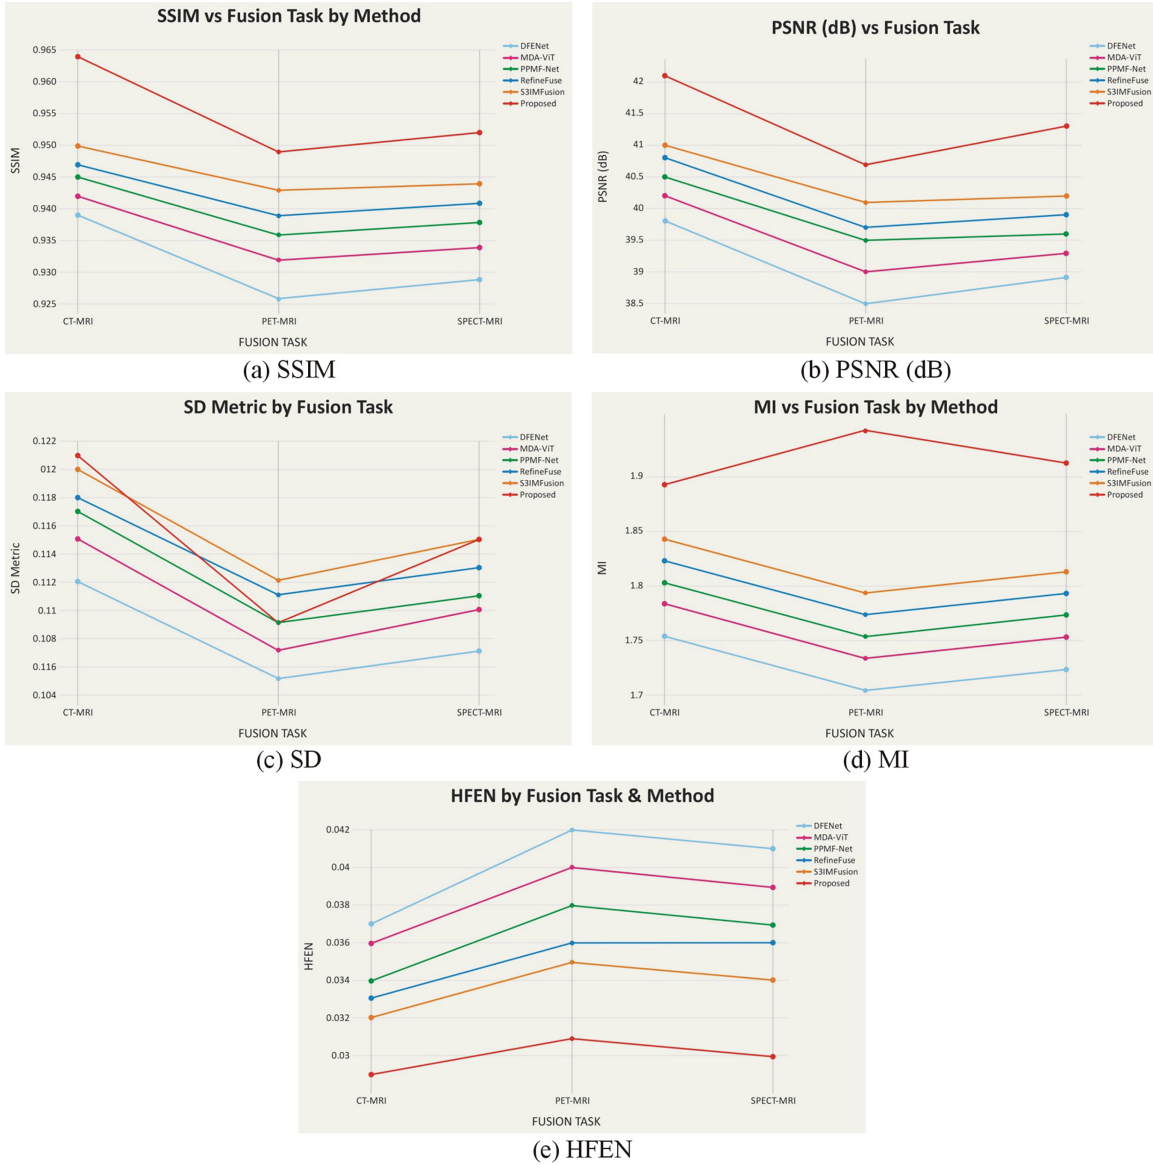 SSIM vs Fusion Task by Method
0.965
0.960
0.955
0.950
0.945
0.940
0.935
0.930
0.925
SSIM
CT-MRI
PET-MRI
SPECT-MRI
FUSION TASK
DFENet
MDA-ViT
PPMF-Net
RefineFuse
S3IMFusion
Proposed
(a) SSIM
PSNR (dB) vs Fusion Task
42
41.5
41
40.5
40
39.5
39
38.5
PSNR (dB)
CT-MRI
PET-MRI
SPECT-MRI
FUSION TASK
DFENet
MDA-ViT
PPMF-Net
RefineFuse
S3IMFusion
Proposed
(b) PSNR (dB)
SD Metric by Fusion Task
0.122
012
0.118
0.116
0.114
0.112
0.11
0.108
0.116
0.104
SD Metric
CT-MRI
PET-MRI
SPECT-MRI
FUSION TASK
DFENet
MDA-ViT
PPMF-Net
RefineFuse
S3IMFusion
Proposed
(c) SD
MI vs Fusion Task by Method
1.9
1.85
1.8
1.75
1.7
MI
CT-MRI
PET-MRI
SPECT-MRI
FUSION TASK
DFENet
MDA-ViT
PPMF-Net
RefineFuse
S3IMFusion
Proposed
(d) MI
HFEN by Fusion Task & Method
0.042
0.04
0.038
0.036
0.034
0.032
0.03
HFEN
CT-MRI
PET-MRI
SPECT-MRI
FUSION TASK
DFENet
MDA-ViT
PPMF-Net
RefineFuse
S3IMFusion
Proposed
(e) HFEN